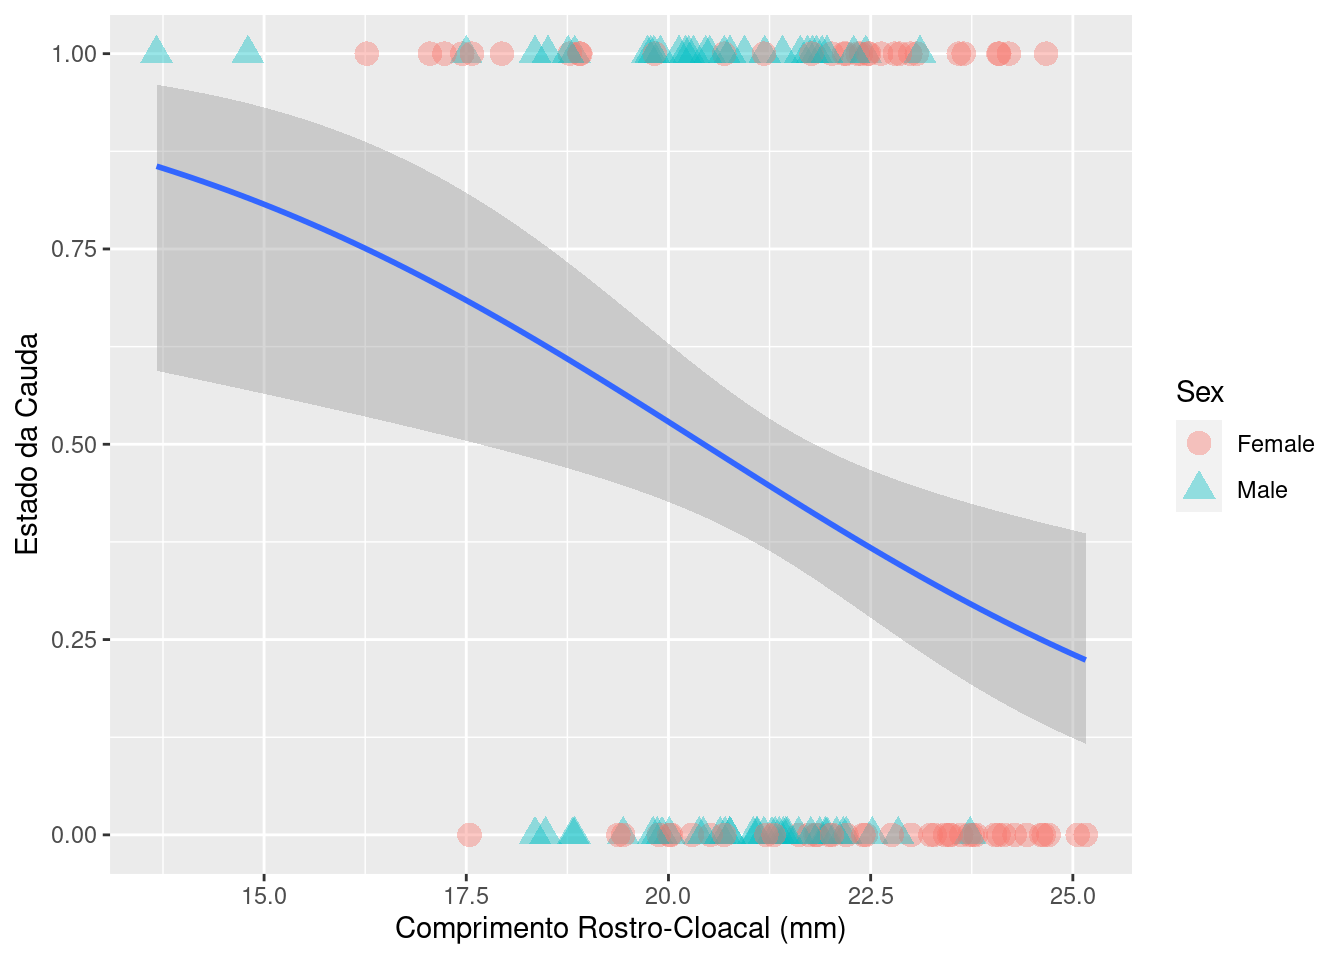 1.00
0.75
0.50
0.25
0.00
Estado da Cauda
15.0 17.5 20.0 22.5 25.0
Comprimento Rostro-Cloacal (mm)
Sex
Female
Male